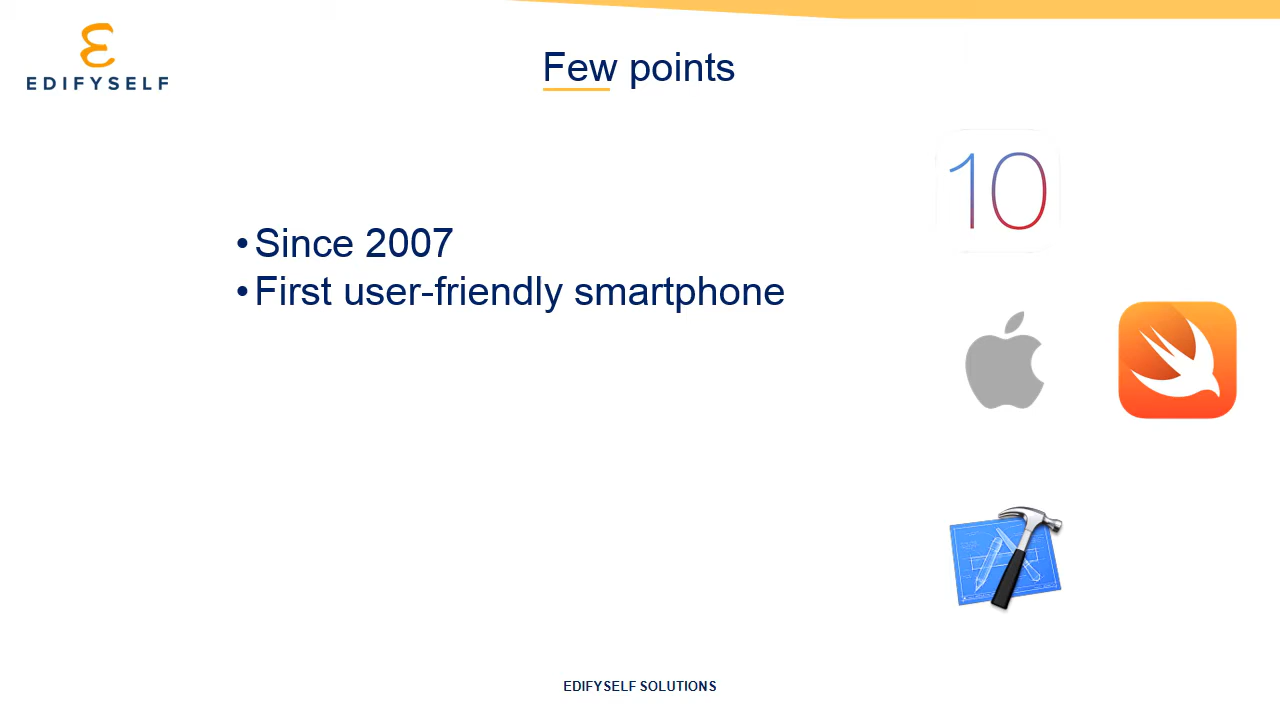 EDIFYSELF
Few points
10
• Since 2007
• First user-friendly smartphone
EDIFYSELF SOLUTIONS